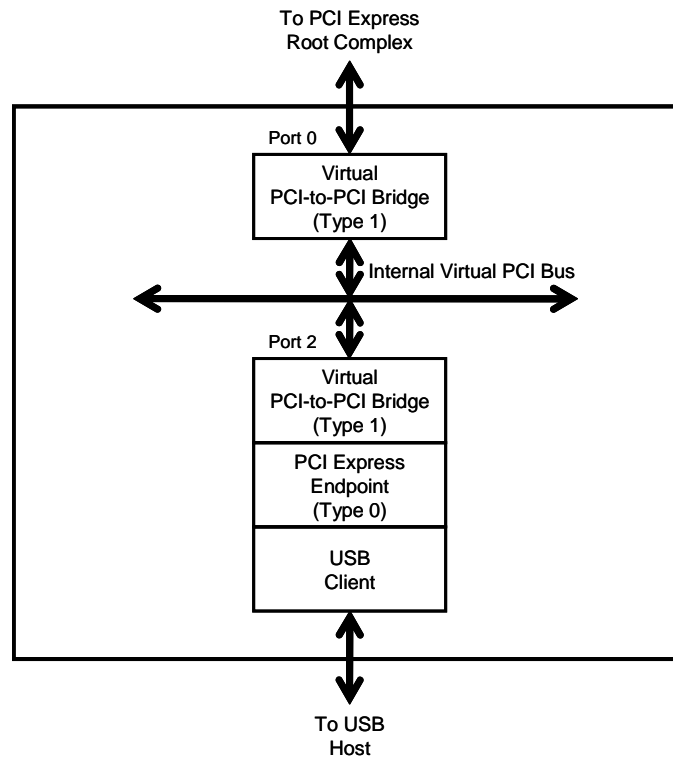 To PCI Express
Root Complex
Port 0
Virtual
PCI-to-PCI Bridge
(Type 1)
Internal Virtual PCI Bus
Port 2
Virtual
PCI-to-PCI Bridge
(Type 1)
PCI Express
Endpoint
(Type 0)
USB
Client
To USB
Host